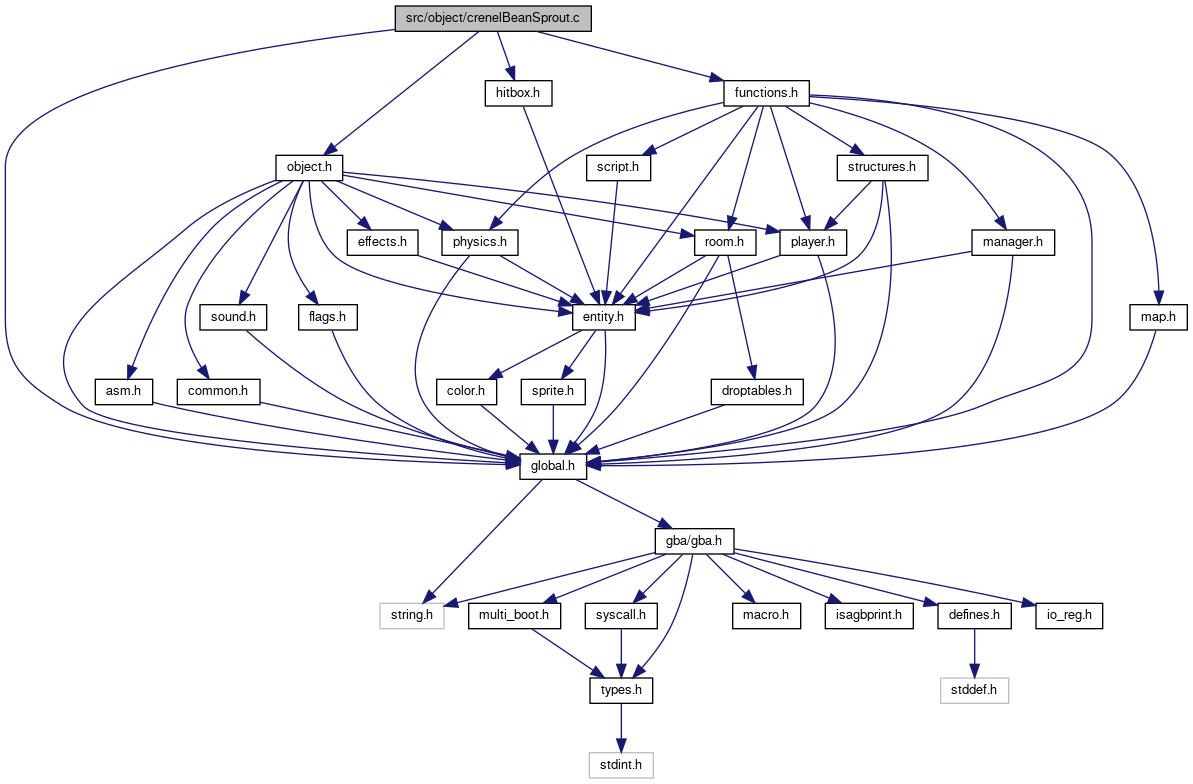 src/object/crenelBeanSprout.c
hitbox.h
functions.h
object.h
script.h
structures.h
effects.h
physics.h
room.h
player.h
manager.h
sound.h
flags.h
entity.h
map.h
asm.h
common.h
color.h
sprite.h
droptables.h
global.h
gba/gba.h
string.h
multi_boot.h
syscall.h
macro.h
isagbprint.h
defines.h
io_reg.h
types.h
stddef.h
stdint.h